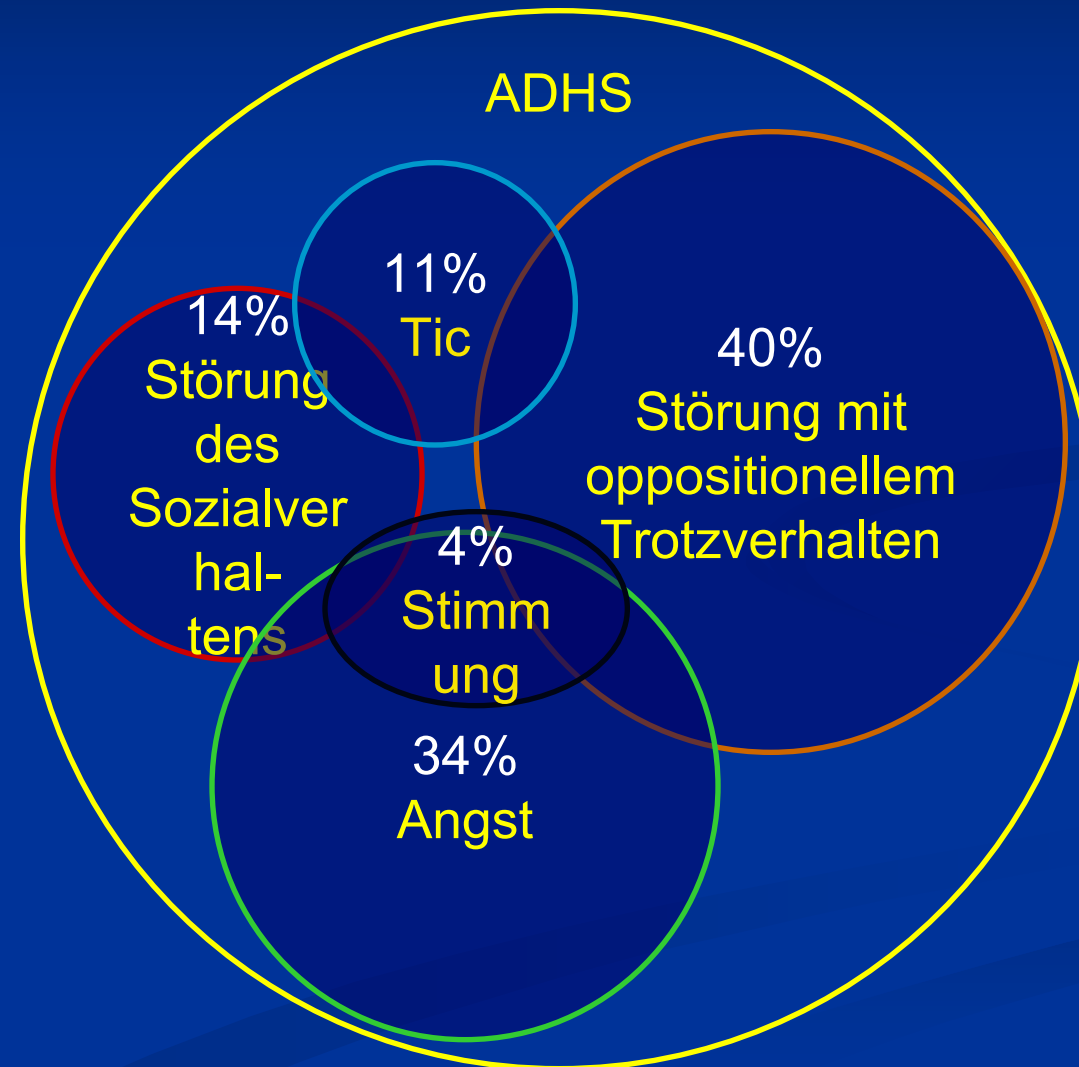 ADHS
11%
Tic
14%
Störung
des
Sozialver
hal-
tens
40%
Störung mit
oppositionellem
Trotzverhalten
4%
Stimm
ung
34%
Angst